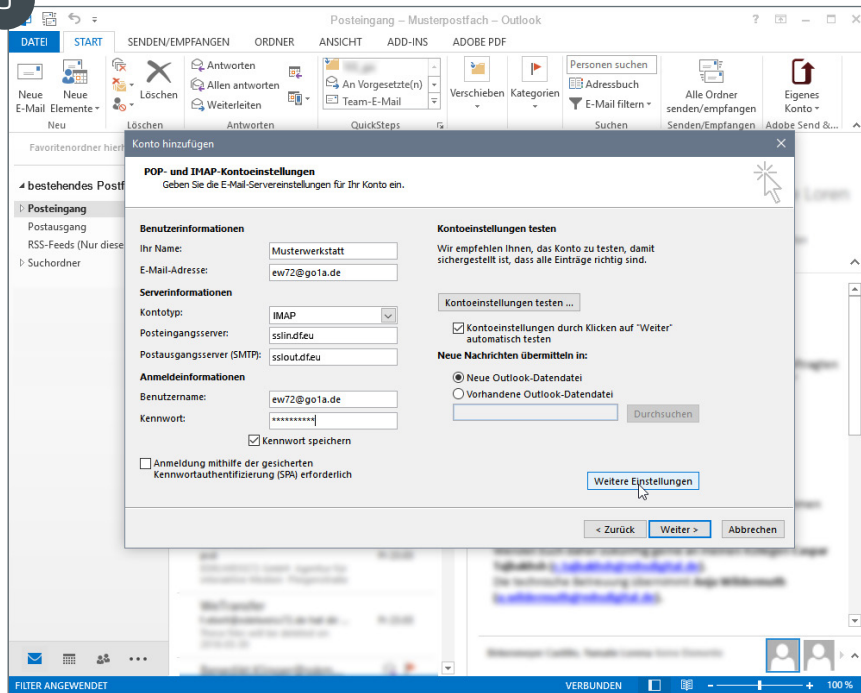 Posteingang – Musterpostfach – Outlook
DATEI START SENDEN/EMPFANGEN ORDNER ANSICHT ADD-INS ADOBE PDF
Neue E-Mail
Neue Elemente
Neu
Löschen
Löschen
Antworten
Allen antworten
Weiterleiten
Antworten
An Vorgesetzte(n)
Team-E-Mail
QuickSteps
Verschieben
Kategorien
Personen suchen
Adressbuch
E-Mail filtern
Suchen
Alle Ordner
senden/empfangen
Senden/Empfangen
Eigenes
Konto
Adobe Send &...
Favoritenordner hierh
bestehendes Postf
Posteingang
Postausgang
RSS-Feeds (Nur diese
Suchordner
Konto hinzufügen
POP- und IMAP-Kontoeinstellungen
Geben Sie die E-Mail-Servereinstellungen für Ihr Konto ein.
Benutzerinformationen
Ihr Name: Musterwerkstatt
E-Mail-Adresse: ew72@go1a.de
Serverinformationen
Kontotyp: IMAP
Posteingangsserver: sslin.df.eu
Postausgangsserver (SMTP): sslout.df.eu
Anmeldeinformationen
Benutzername: ew72@go1a.de
Kennwort: **********
Kennwort speichern
Anmeldung mithilfe der gesicherten
Kennwortauthentifizierung (SPA) erforderlich
Kontoeinstellungen testen
Wir empfehlen Ihnen, das Konto zu testen, damit
sichergestellt ist, dass alle Einträge richtig sind.
Kontoeinstellungen testen ...
Kontoeinstellungen durch Klicken auf "Weiter"
automatisch testen
Neue Nachrichten übermitteln in:
Neue Outlook-Datendatei
Vorhandene Outlook-Datendatei
Durchsuchen
Weitere Einstellungen
< Zurück Weiter > Abbrechen
FILTER ANGEWENDET
VERBUNDEN
100 %